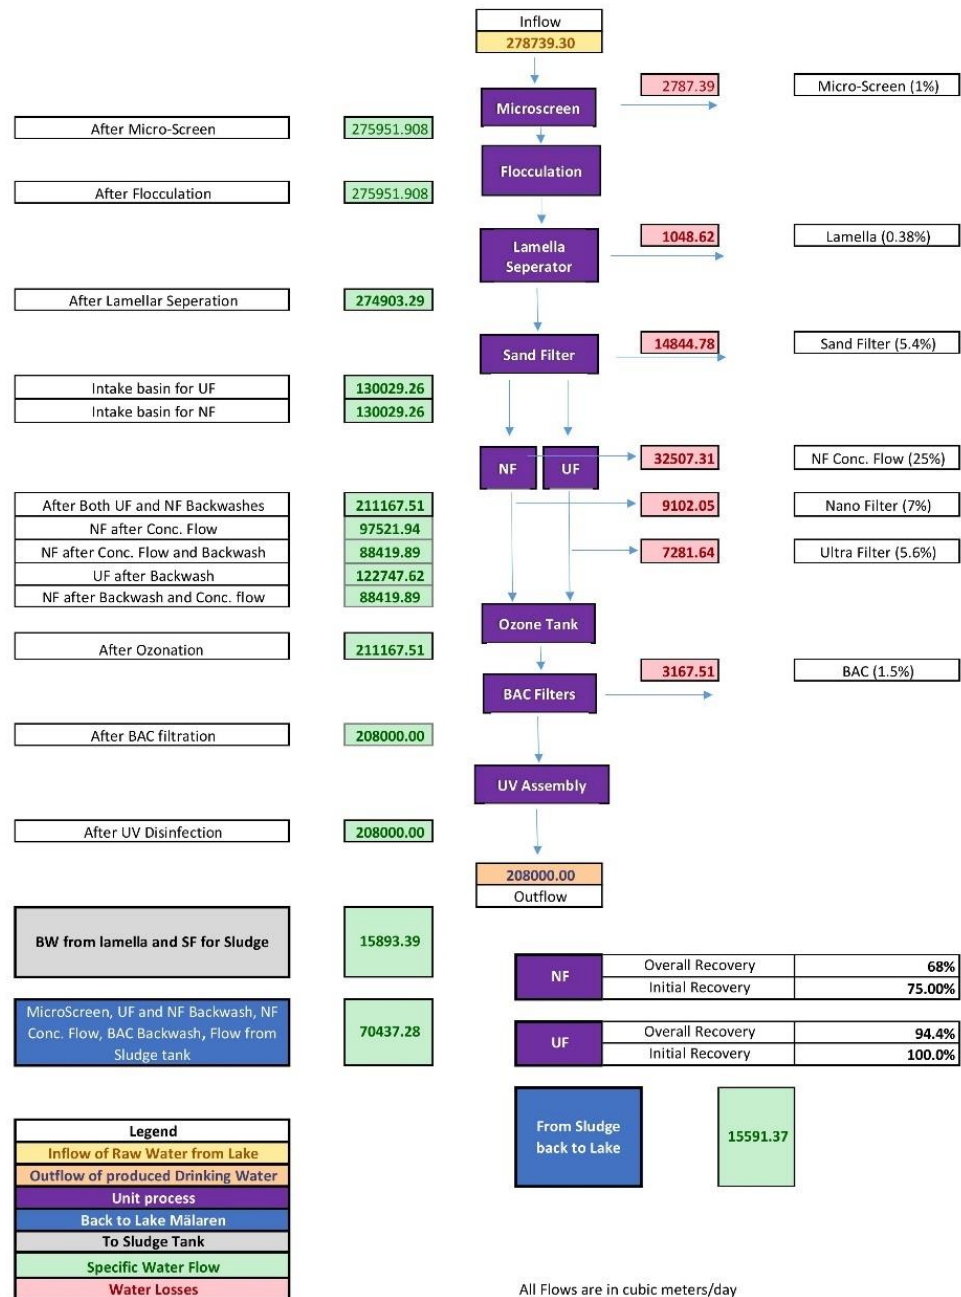 Inflow
278739.30
2787.39
Micro-Screen (1%)
Microscreen
After Micro-Screen
275951.908
Flocculation
After Flocculation
275951.908
1048.62
Lamella (0.38%)
Lamella
Seperator
After Lamellar Seperation
274903.29
14844.78
Sand Filter (5.4%)
Sand Filter
Intake basin for UF
130029.26
Intake basin for NF
130029.26
NF
UF
32507.31
NF Conc. Flow (25%)
After Both UF and NF Backwashes
211167.51
9102.05
Nano Filter (7%)
NF after Conc. Flow
97521.94
NF after Conc. Flow and Backwash
88419.89
7281.64
Ultra Filter (5.6%)
UF after Backwash
122747.62
NF after Backwash and Conc. flow
88419.89
Ozone Tank
After Ozonation
211167.51
3167.51
BAC (1.5%)
BAC Filters
After BAC filtration
208000.00
UV Assembly
After UV Disinfection
208000.00
208000.00
Outflow
BW from lamella and SF for Sludge
15893.39
NF
Overall Recovery
68%
Initial Recovery
75.00%
MicroScreen, UF and NF Backwash, NF
Conc. Flow, BAC Backwash, Flow from
Sludge tank
70437.28
UF
Overall Recovery
94.4%
Initial Recovery
100.0%
From Sludge
back to Lake
15591.37
Legend
Inflow of Raw Water from Lake
Outflow of produced Drinking Water
Unit process
Back to Lake Mälaren
To Sludge Tank
Specific Water Flow
Water Losses
All Flows are in cubic meters/day